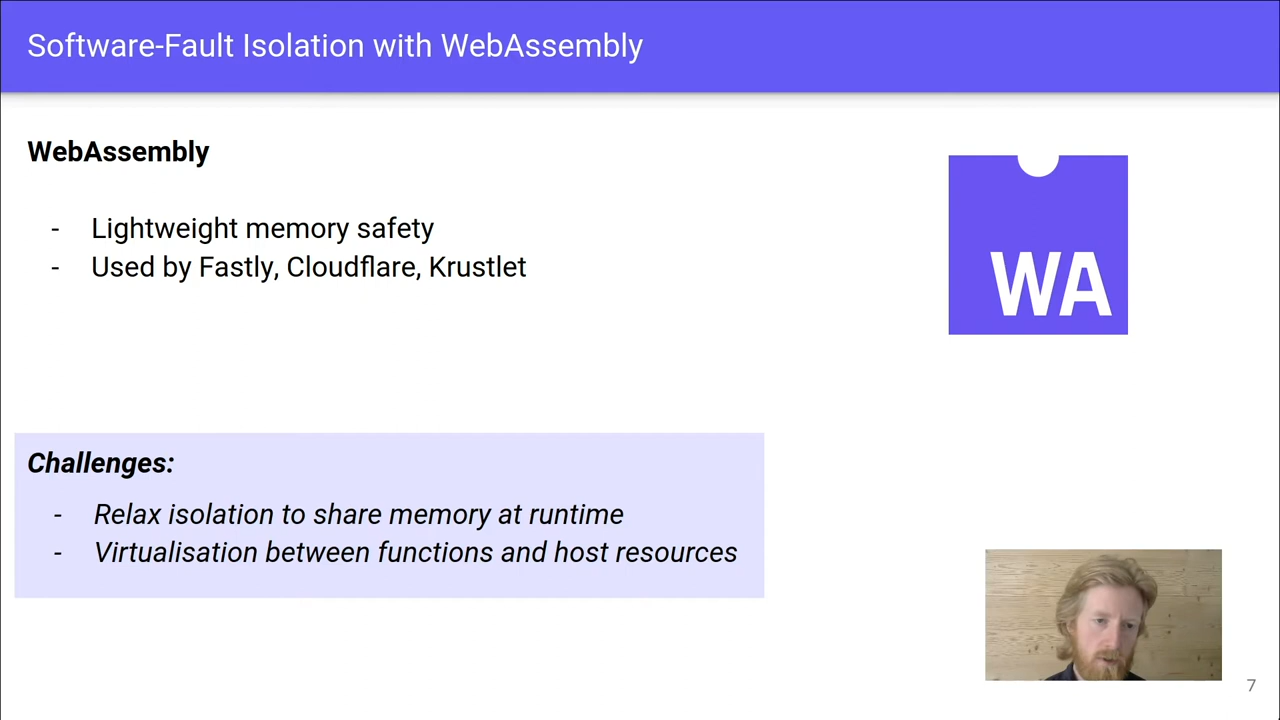 Software-Fault Isolation with WebAssembly
WebAssembly
- Lightweight memory safety
- Used by Fastly, Cloudflare, Krustlet
WA
Challenges:
- Relax isolation to share memory at runtime
- Virtualisation between functions and host resources
7